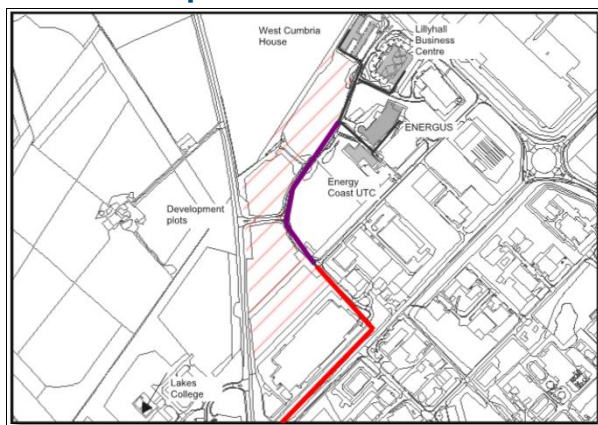 West Cumbria
House
Lillyhall
Business
Centre
ENERGUS
Energy
Coast UTC
Development
plots
Lakes
College